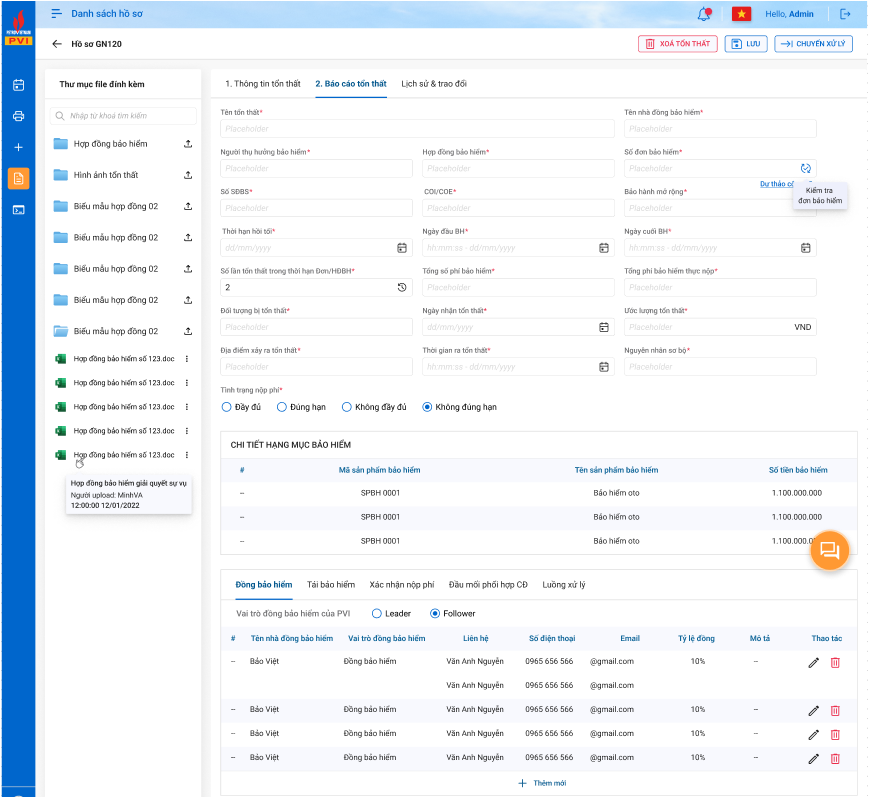 Danh sách hồ sơ
Hello, Admin
PETROVIETNAM
PVI
Hồ sơ GN120
XOÁ TỔN THẤT
LƯU
CHUYỂN XỬ LÝ
Thư mục file đính kèm
Nhập từ khoá tìm kiếm
Hợp đồng bảo hiểm
Hình ảnh tổn thất
Biểu mẫu hợp đồng 02
Biểu mẫu hợp đồng 02
Biểu mẫu hợp đồng 02
Biểu mẫu hợp đồng 02
Biểu mẫu hợp đồng 02
Hợp đồng bảo hiểm số 123.doc
Hợp đồng bảo hiểm số 123.doc
Hợp đồng bảo hiểm số 123.doc
Hợp đồng bảo hiểm số 123.doc
Hợp đồng bảo hiểm số 123.doc
Hợp đồng bảo hiểm giải quyết sự vụ
Người upload: MinhVA
12:00:00 12/01/2022
1. Thông tin tổn thất 2. Báo cáo tổn thất Lịch sử & trao đổi
Tên tổn thất* Tên nhà đồng bảo hiểm*
Placeholder Placeholder
Người thụ hưởng bảo hiểm* Hợp đồng bảo hiểm* Số đơn bảo hiểm*
Placeholder Placeholder Placeholder
Dự thảo
Kiểm tra
đơn bảo hiểm
Số SĐBS* COI/COE* Bảo hành mở rộng*
Placeholder Placeholder Placeholder
Thời hạn hồi tố* Ngày đầu BH* Ngày cuối BH*
dd/mm/yyyy hh:mm:ss - dd/mm/yyyy hh:mm:ss - dd/mm/yyyy
Số lần tổn thất trong thời hạn Đơn/HĐBH* Tổng số phí bảo hiểm* Tổng phí bảo hiểm thực nộp*
2 Placeholder Placeholder
Đối tượng bị tổn thất* Ngày nhận tổn thất* Ước lượng tổn thất*
Placeholder dd/mm/yyyy Placeholder VND
Địa điểm xảy ra tổn thất* Thời gian ra tổn thất* Nguyên nhân sơ bộ*
Placeholder hh:mm:ss - dd/mm/yyyy Placeholder
Tình trạng nộp phí*
Đầy đủ Đúng hạn Không đầy đủ Không đúng hạn
CHI TIẾT HẠNG MỤC BẢO HIỂM
# Mã sản phẩm bảo hiểm Tên sản phẩm bảo hiểm Số tiền bảo hiểm
-- SPBH 0001 Bảo hiểm oto 1.100.000.000
-- SPBH 0001 Bảo hiểm oto 1.100.000.000
-- SPBH 0001 Bảo hiểm oto 1.100.0
Đồng bảo hiểm Tái bảo hiểm Xác nhận nộp phí Đầu mối phối hợp CĐ Luồng xử lý
Vai trò đồng bảo hiểm của PVI Leader Follower
# Tên nhà đồng bảo hiểm Vai trò đồng bảo hiểm Liên hệ Số điện thoại Email Tỷ lệ đồng Mô tả Thao tác
-- Bảo Việt Đồng bảo hiểm Vân Anh Nguyễn 0965 656 566 @gmail.com 10% --
Vân Anh Nguyễn 0965 656 566 @gmail.com
-- Bảo Việt Đồng bảo hiểm Vân Anh Nguyễn 0965 656 566 @gmail.com 10% --
-- Bảo Việt Đồng bảo hiểm Vân Anh Nguyễn 0965 656 566 @gmail.com 10% --
-- Bảo Việt Đồng bảo hiểm Vân Anh Nguyễn 0965 656 566 @gmail.com 10% --
Thêm mới